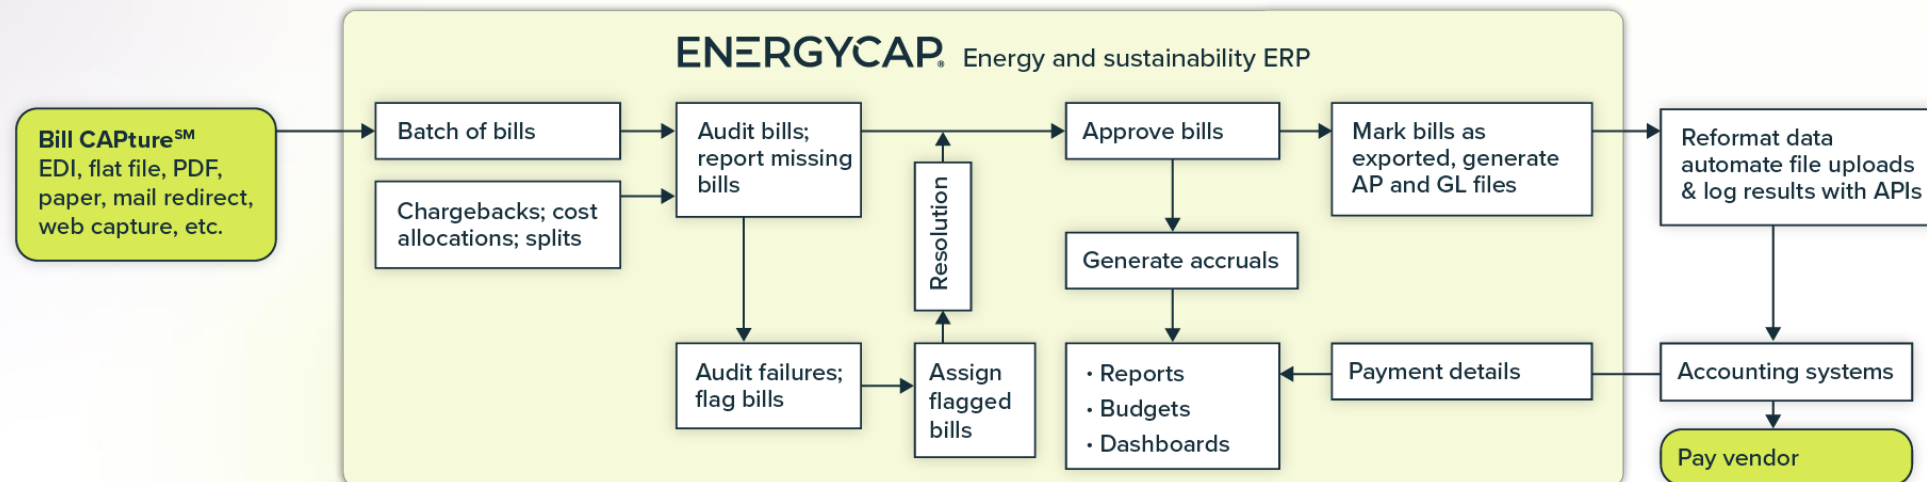 ENERGYCAP® Energy and sustainability ERP
Bill CAPture℠
EDI, flat file, PDF,
paper, mail redirect,
web capture, etc.
Batch of bills
Chargebacks; cost
allocations; splits
Audit bills;
report missing
bills
Audit failures;
flag bills
Assign
flagged
bills
Resolution
Approve bills
Generate accruals
· Reports
· Budgets
· Dashboards
Mark bills as
exported, generate
AP and GL files
Payment details
Reformat data
automate file uploads
& log results with APIs
Accounting systems
Pay vendor